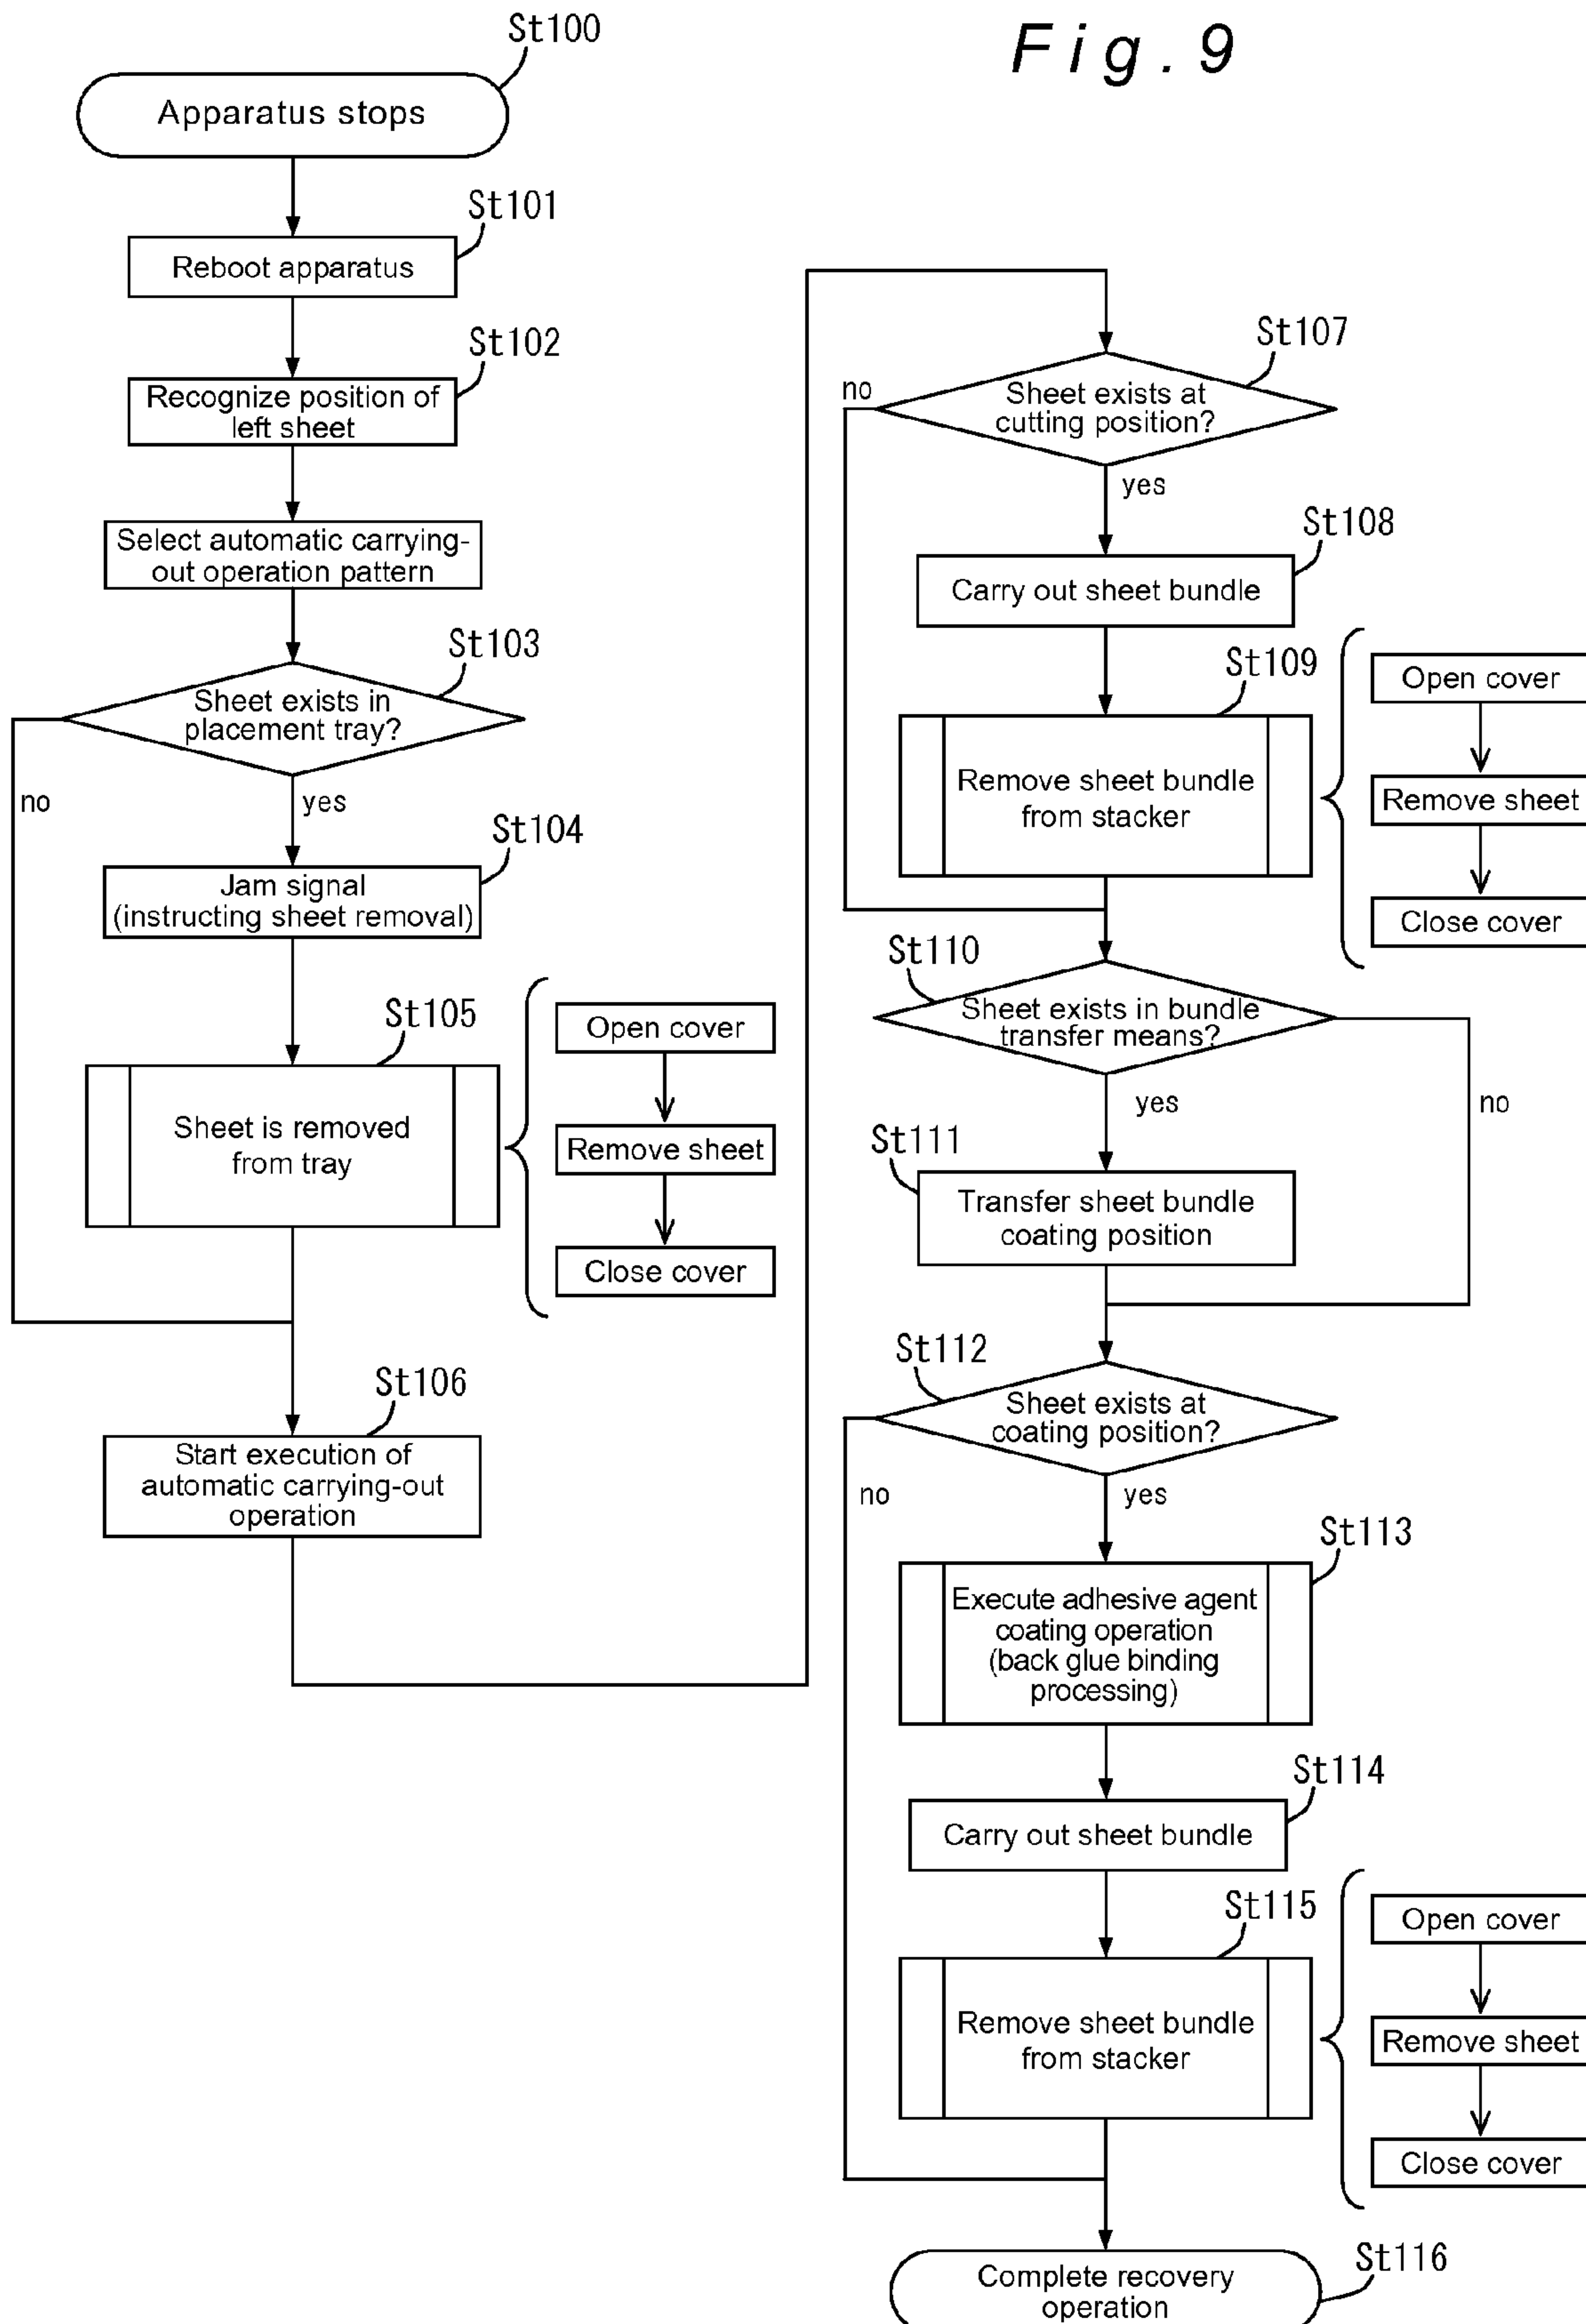 Fig. 9
St100
Apparatus stops
St101
Reboot apparatus
St102
Recognize position of
left sheet
Select automatic carrying-
out operation pattern
St103
Sheet exists in
placement tray?
no
yes
St104
Jam signal
(instructing sheet removal)
St105
Sheet is removed
from tray
Open cover
Remove sheet
Close cover
St106
Start execution of
automatic carrying-out
operation
St107
Sheet exists at
cutting position?
no
yes
St108
Carry out sheet bundle
St109
Remove sheet bundle
from stacker
Open cover
Remove sheet
Close cover
St110
Sheet exists in bundle
transfer means?
yes
no
St111
Transfer sheet bundle
coating position
St112
Sheet exists at
coating position?
no
yes
St113
Execute adhesive agent
coating operation
(back glue binding
processing)
St114
Carry out sheet bundle
St115
Remove sheet bundle
from stacker
Open cover
Remove sheet
Close cover
St116
Complete recovery
operation